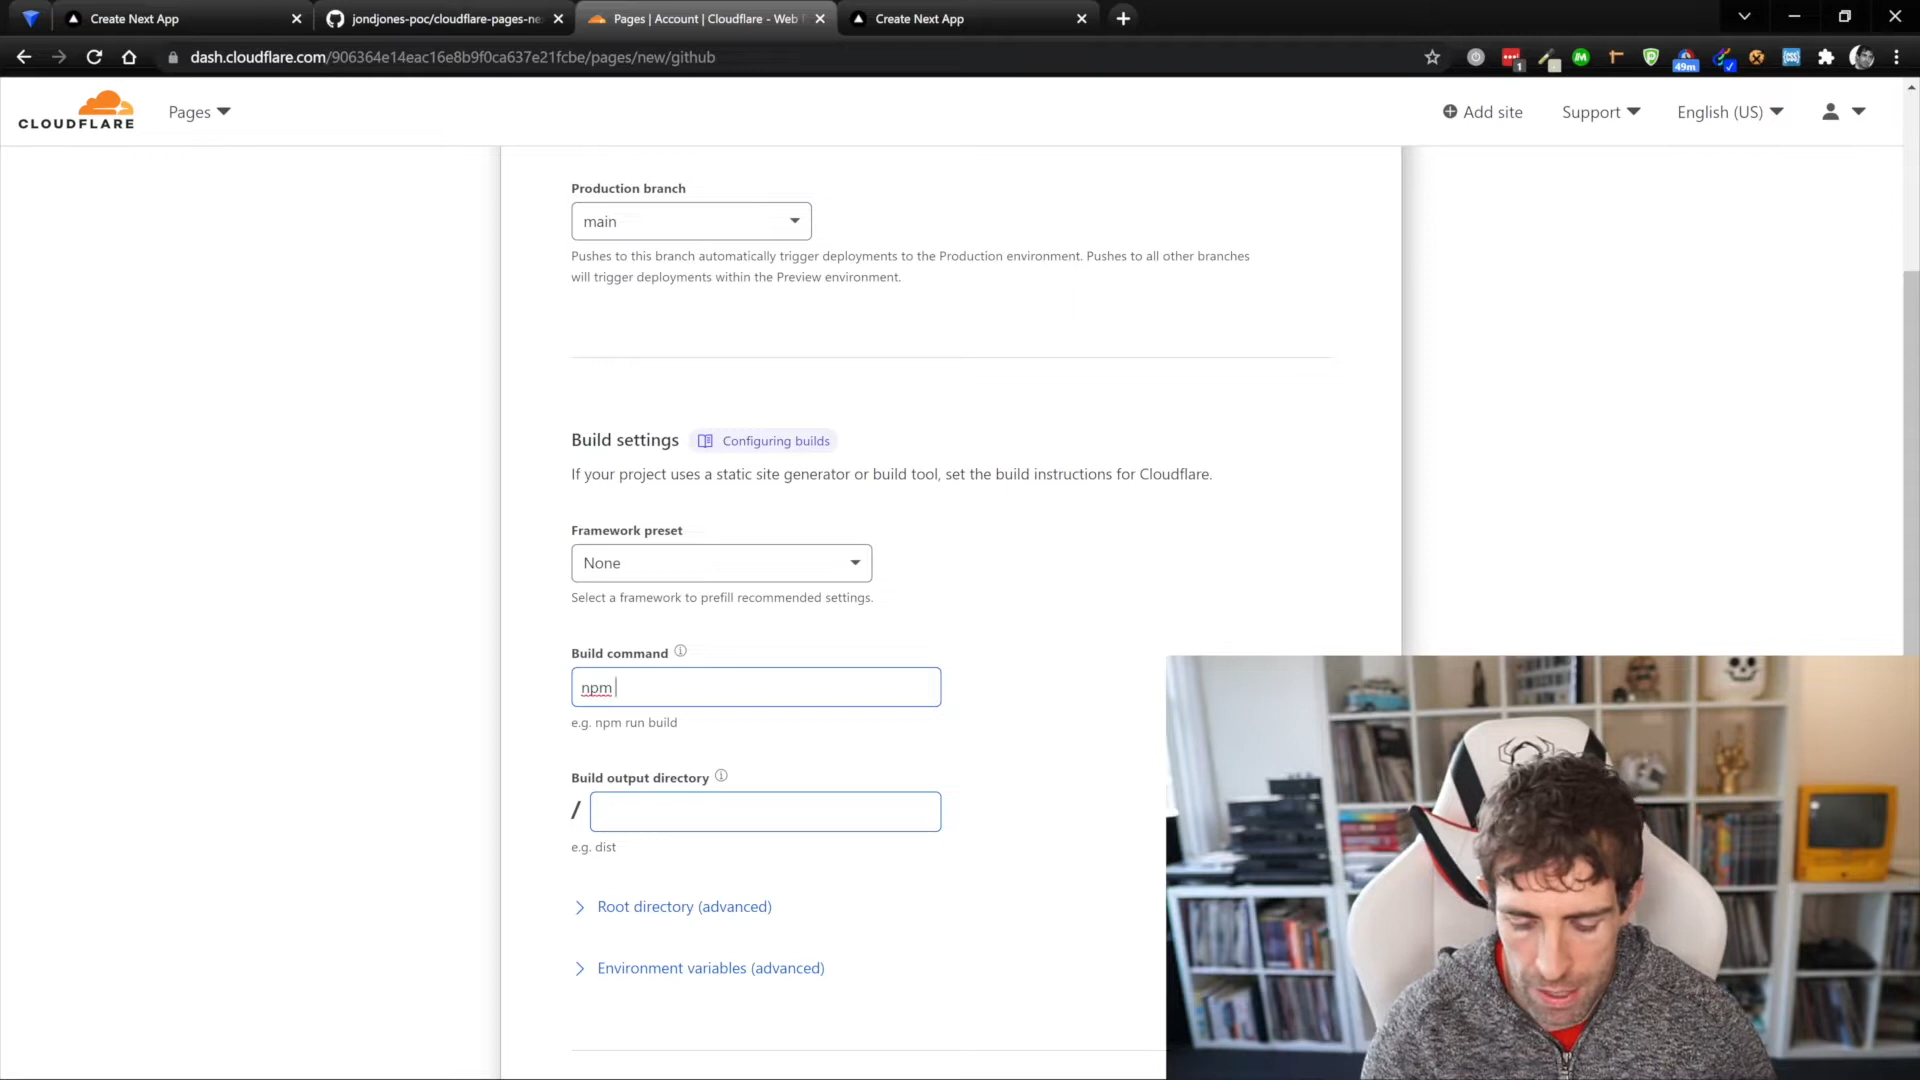 Create Next App
jondjones-poc/cloudflare-pages-ne
Pages | Account | Cloudflare - Web
Create Next App
dash.cloudflare.com/906364e14eac16e8b9f0ca637e21fcbe/pages/new/github
1
49m
CLOUDFLARE
Pages
Add site
Support
English (US)
Production branch
main
Pushes to this branch automatically trigger deployments to the Production environment. Pushes to all other branches
will trigger deployments within the Preview environment.
Build settings
Configuring builds
If your project uses a static site generator or build tool, set the build instructions for Cloudflare.
Framework preset
None
Select a framework to prefill recommended settings.
Build command
npm
e.g. npm run build
Build output directory
/
e.g. dist
Root directory (advanced)
Environment variables (advanced)